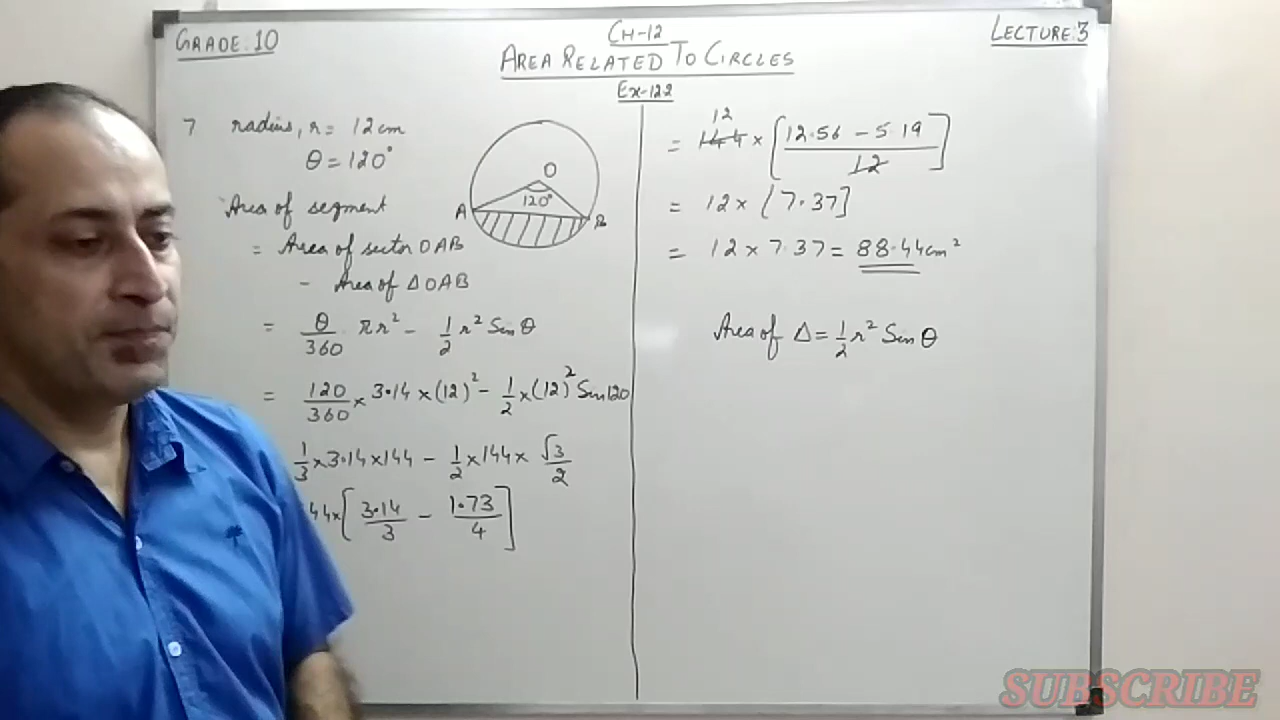 GRADE: 10
CH-12
AREA RELATED TO CIRCLES
LECTURE: 3
Ex-12.2
7 radius, r = 12cm
θ = 120°
Area of segment
= Area of sector OAB
- Area of Δ OAB
= θ/360 πr² - 1/2 r² Sin θ
= 120/360 × 3.14 × (12)² - 1/2 × (12)² Sin 120
1/3 × 3.14 × 144 - 1/2 × 144 × √3/2
44 × [3.14/3 - 1.73/4]
O
120°
A
B
12
= 144 × [12.56 - 5.19 / 12]
= 12 × [7.37]
= 12 × 7.37 = 88.44 cm²
Area of Δ = 1/2 r² Sin θ
SUBSCRIBE